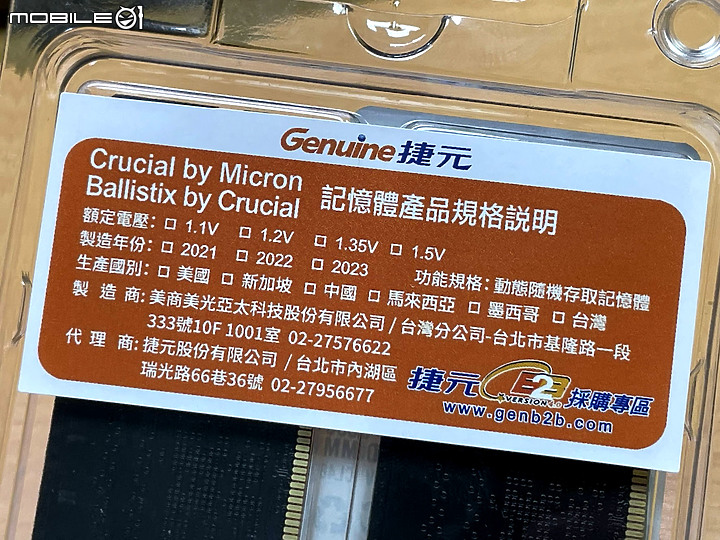 MOBILE01
Genuine捷元
Crucial by Micron
Ballistix by Crucial
記憶體產品規格説明
額定電壓：□ 1.1V □ 1.2V □ 1.35V □ 1.5V
製造年份：□ 2021 □ 2022 □ 2023 功能規格：動態隨機存取記憶體
生產國別：□ 美國 □ 新加坡 □ 中國 □ 馬來西亞 □ 墨西哥 □ 台灣
製 造 商：美商美光亞太科技股份有限公司 / 台灣分公司-台北市基隆路一段
333號10F 1001室 02-27576622
代 理 商：捷元股份有限公司 / 台北市內湖區
瑞光路66巷36號 02-27956677
捷元 B2B 採購專區
VERSION4.0
www.genb2b.com